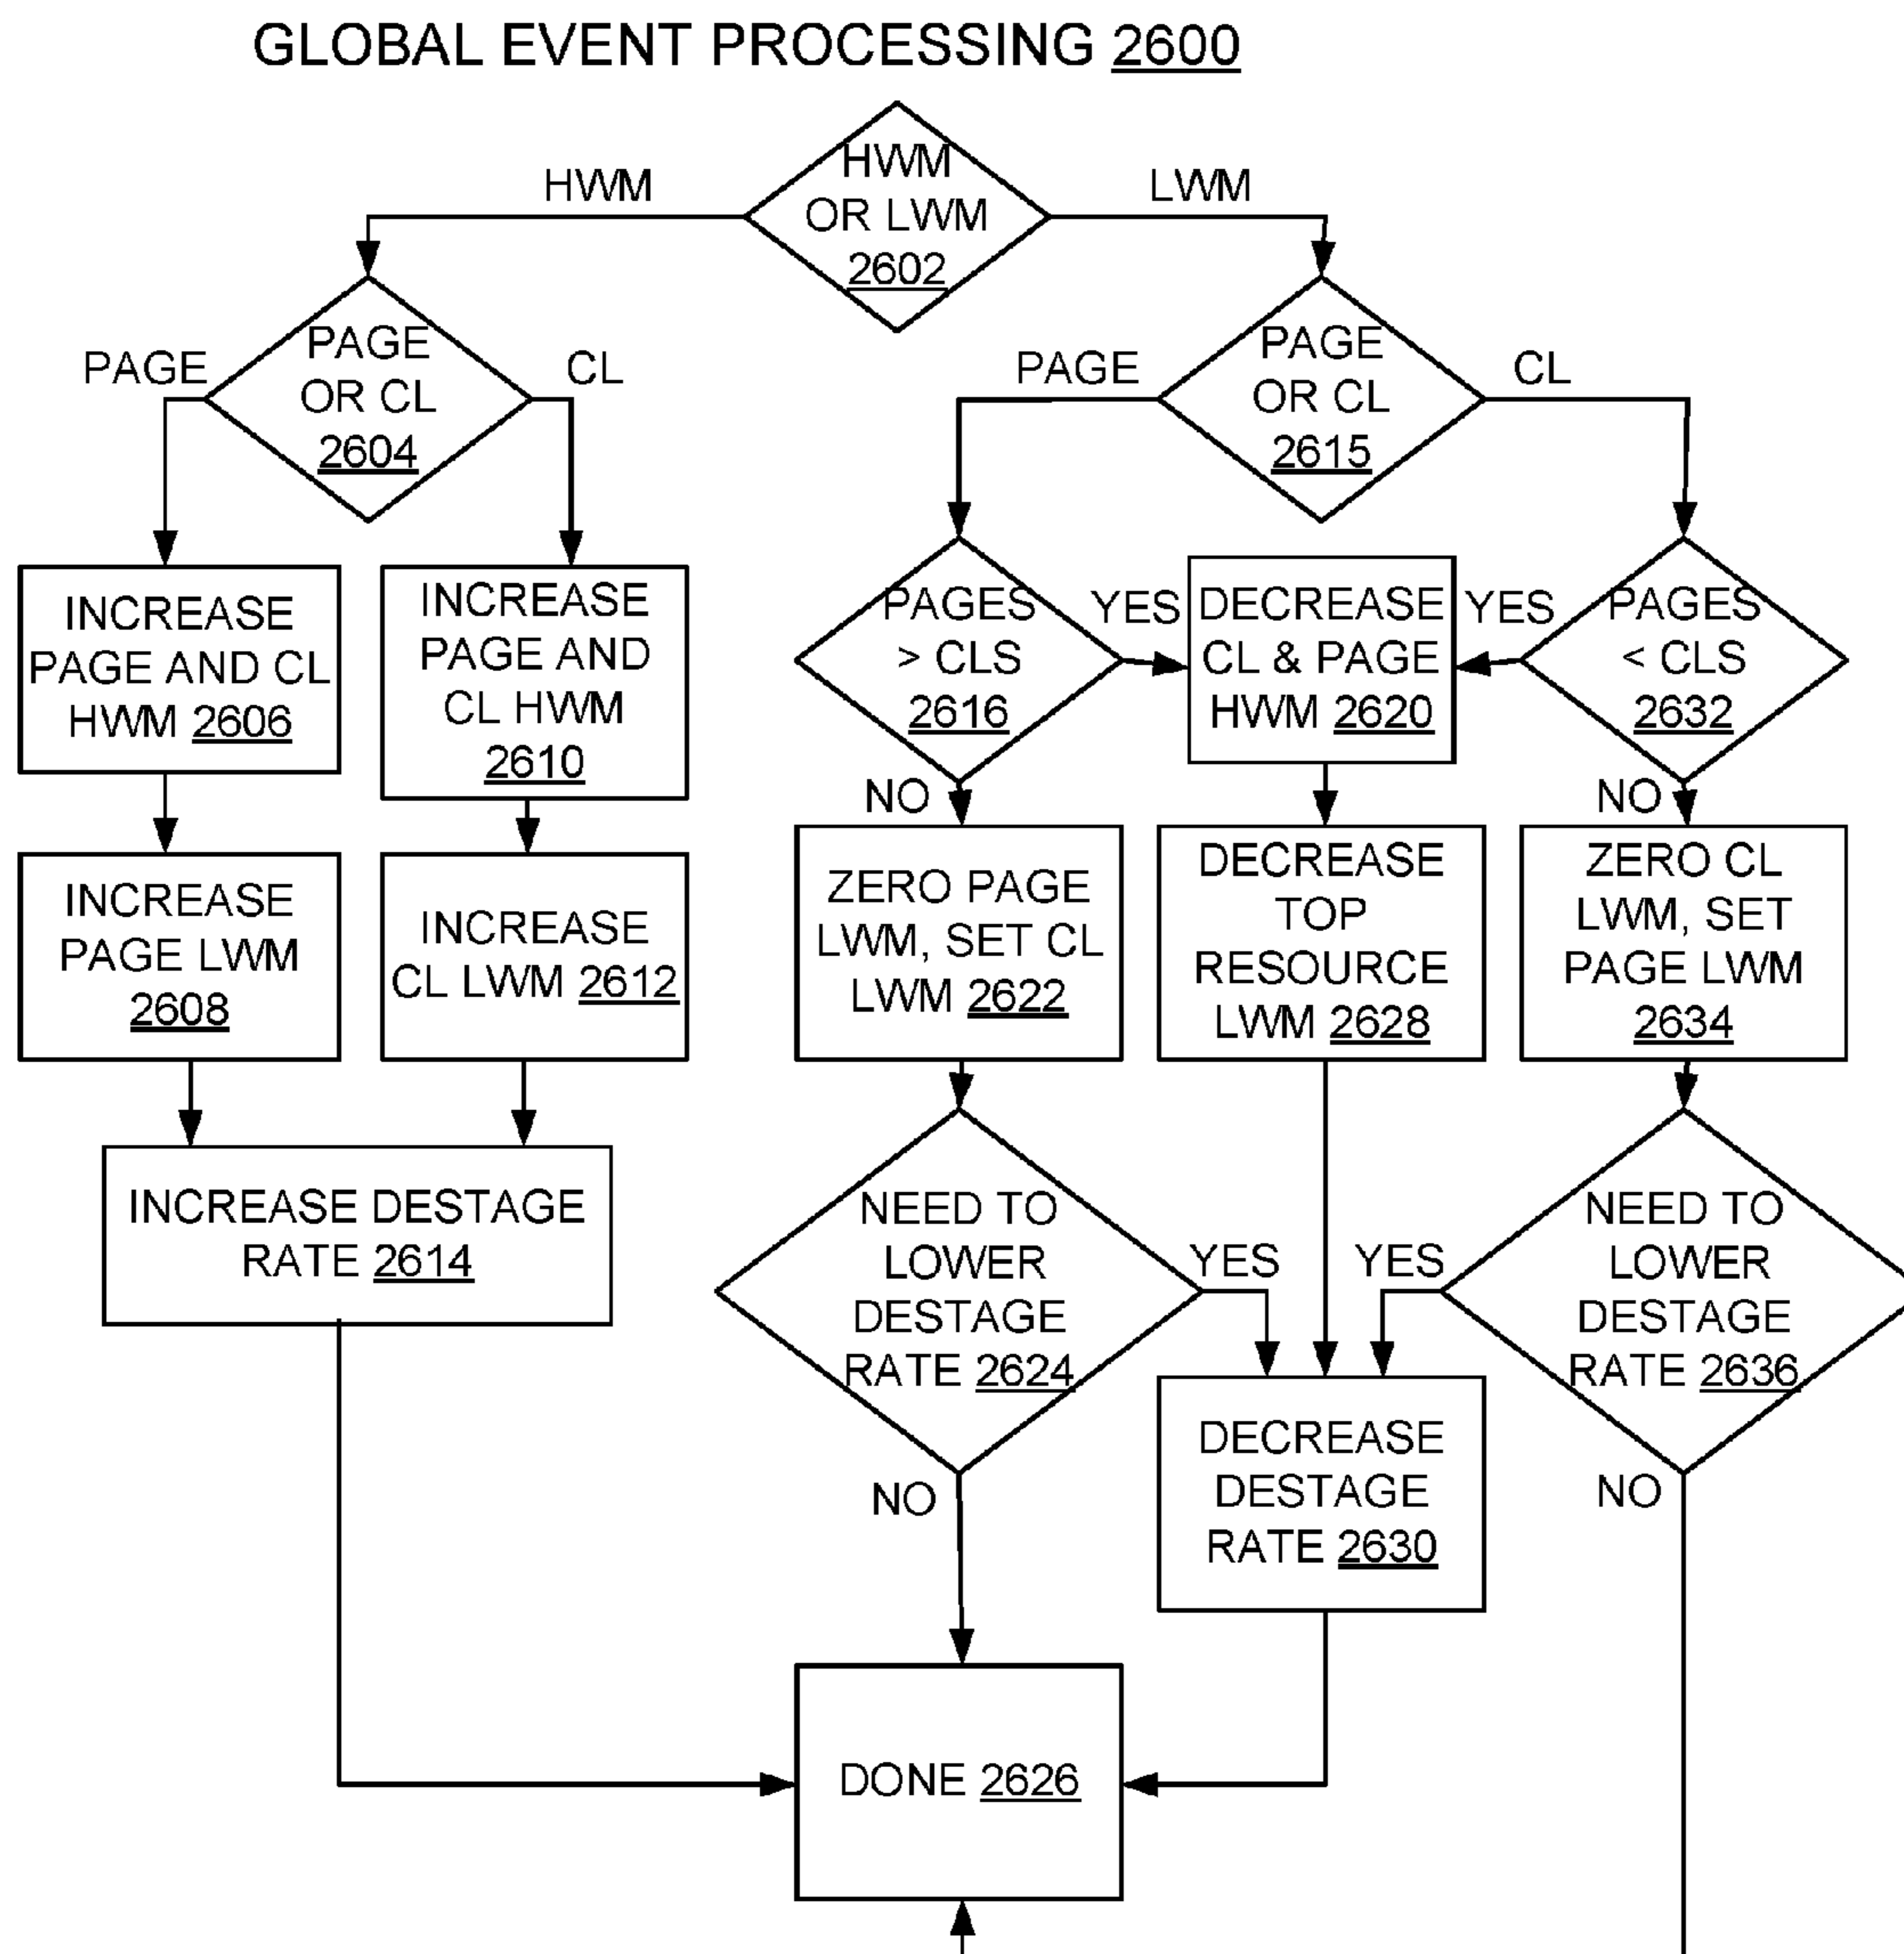 GLOBAL EVENT PROCESSING 2600
HWM
OR LWM
2602
HWM
LWM
PAGE
OR CL
2604
PAGE
CL
PAGE
OR CL
2615
PAGE
CL
INCREASE
PAGE AND CL
HWM 2606
INCREASE
PAGE AND
CL HWM
2610
PAGES
> CLS
2616
YES
DECREASE
CL & PAGE
HWM 2620
YES
PAGES
< CLS
2632
NO
NO
INCREASE
PAGE LWM
2608
INCREASE
CL LWM 2612
ZERO PAGE
LWM, SET CL
LWM 2622
DECREASE
TOP
RESOURCE
LWM 2628
ZERO CL
LWM, SET
PAGE LWM
2634
INCREASE DESTAGE
RATE 2614
NEED TO
LOWER
DESTAGE
RATE 2624
YES
YES
NEED TO
LOWER
DESTAGE
RATE 2636
NO
DECREASE
DESTAGE
RATE 2630
NO
DONE 2626